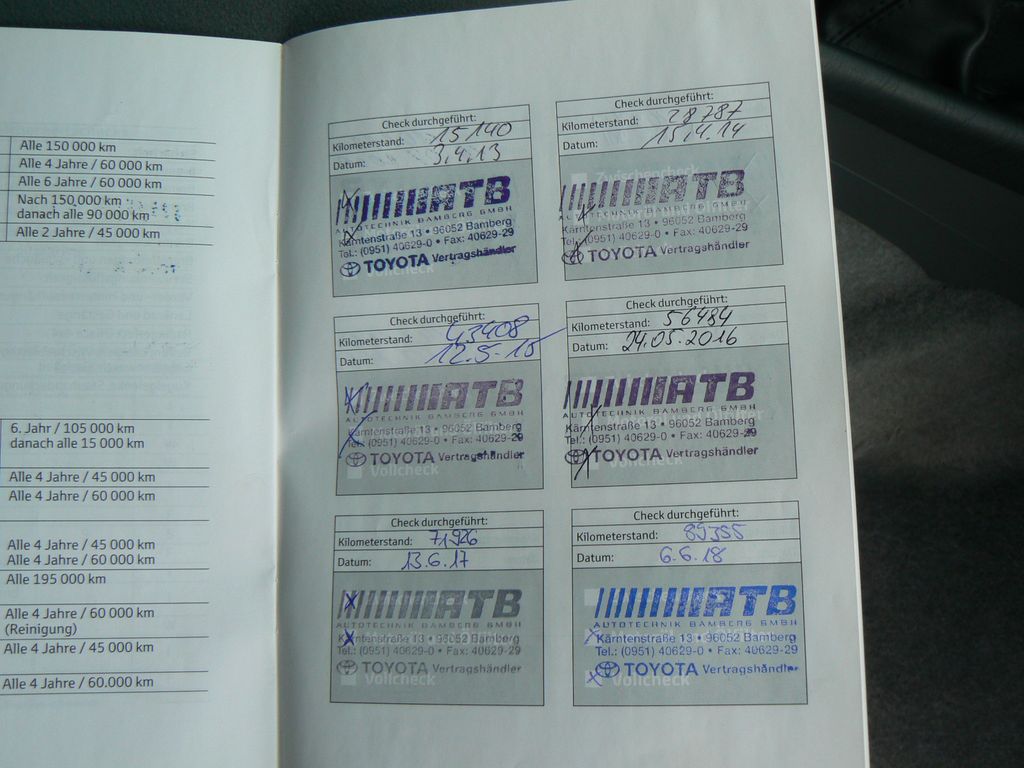 Alle 150 000 km
Alle 4 Jahre / 60 000 km
Alle 6 Jahre / 60 000 km
Nach 150,000 km
danach alle 90 000 km
Alle 2 Jahre / 45 000 km
6. Jahr / 105 000 km
danach alle 15 000 km
Alle 4 Jahre / 45 000 km
Alle 4 Jahre / 60 000 km
Alle 4 Jahre / 45 000 km
Alle 4 Jahre / 60 000 km
Alle 195 000 km
Alle 4 Jahre / 60 000 km
(Reinigung)
Alle 4 Jahre / 45 000 km
Alle 4 Jahre / 60.000 km
Check durchgeführt:
Kilometerstand: 15 140
Datum: 3.4.13
ATB
AUTOTECHNIK BAMBERG GMBH
Kärntenstraße 13 • 96052 Bamberg
Tel.: (0951) 40629-0 • Fax: 40629-29
TOYOTA Vertragshändler
Check durchgeführt:
Kilometerstand: 28787
Datum: 15.4.14
Zwischencheck
ATB
AUTOTECHNIK BAMBERG GMBH
Kärntenstraße 13 • 96052 Bamberg
Tel.: (0951) 40629-0 • Fax: 40629-29
TOYOTA Vertragshändler
Check durchgeführt:
Kilometerstand: 43408
Datum: 12.5-15
ATB
AUTOTECHNIK BAMBERG GMBH
Kärntenstraße 13 • 96052 Bamberg
Tel.: (0951) 40629-0 • Fax: 40629-29
TOYOTA Vertragshändler
Vollcheck
Check durchgeführt:
Kilometerstand: 56484
Datum: 24.05.2016
ATB
AUTOTECHNIK BAMBERG GMBH
Kärntenstraße 13 • 96052 Bamberg
Tel.: (0951) 40629-0 • Fax: 40629-29
TOYOTA Vertragshändler
Check durchgeführt:
Kilometerstand: 71926
Datum: 13.6.17
ATB
AUTOTECHNIK BAMBERG GMBH
Kärntenstraße 13 • 96052 Bamberg
Tel.: (0951) 40629-0 • Fax: 40629-29
TOYOTA Vertragshändler
Vollcheck
Check durchgeführt:
Kilometerstand: 89355
Datum: 6.6.18
ATB
AUTOTECHNIK BAMBERG GMBH
Kärntenstraße 13 • 96052 Bamberg
Tel.: (0951) 40629-0 • Fax: 40629-29
TOYOTA Vertragshändler
Vollcheck